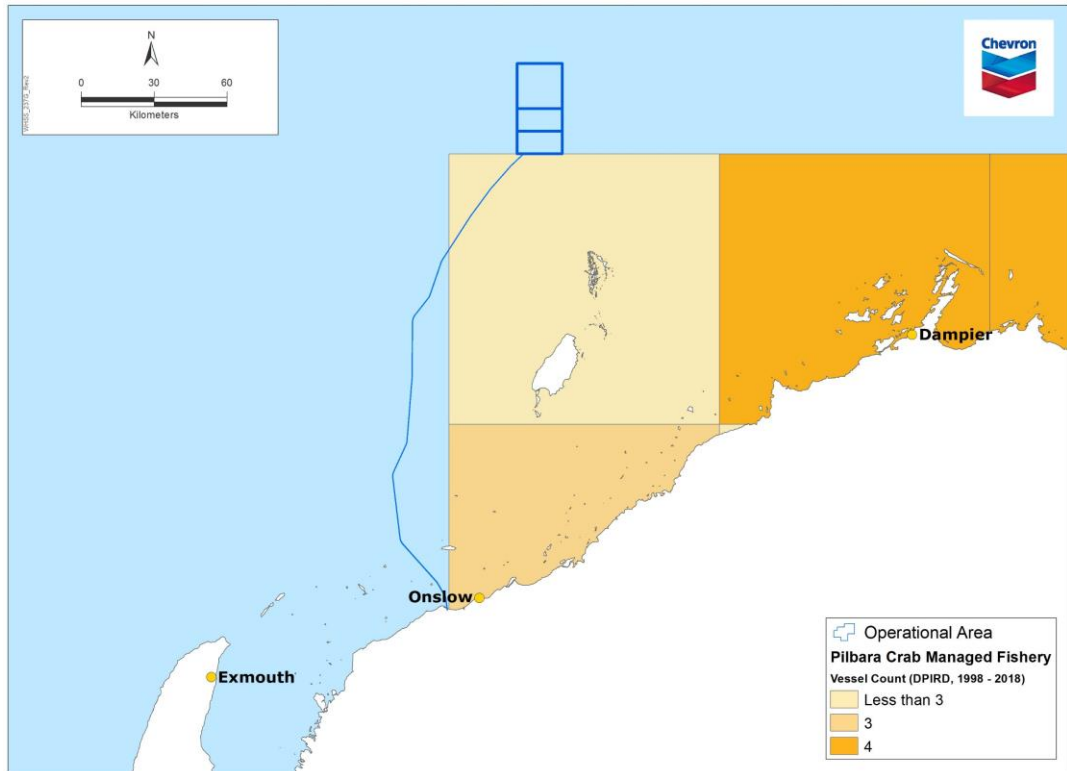 N
0 30 60
Kilometers
WHSS_237G_Rev2
Chevron
Dampier
Onslow
Exmouth
Operational Area
Pilbara Crab Managed Fishery
Vessel Count (DPIRD, 1998 - 2018)
Less than 3
3
4